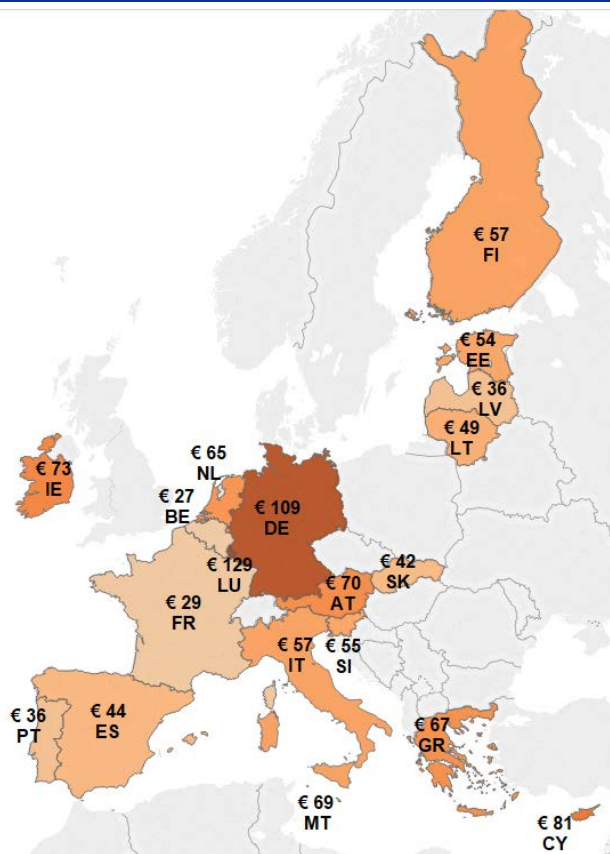 € 57
FI
€ 54
EE
€ 36
LV
€ 49
LT
€ 73
IE
€ 65
NL
€ 27
BE
€ 109
DE
€ 129
LU
€ 42
SK
€ 70
AT
€ 29
FR
€ 57
IT
€ 55
SI
€ 36
PT
€ 44
ES
€ 67
GR
€ 69
MT
€ 81
CY